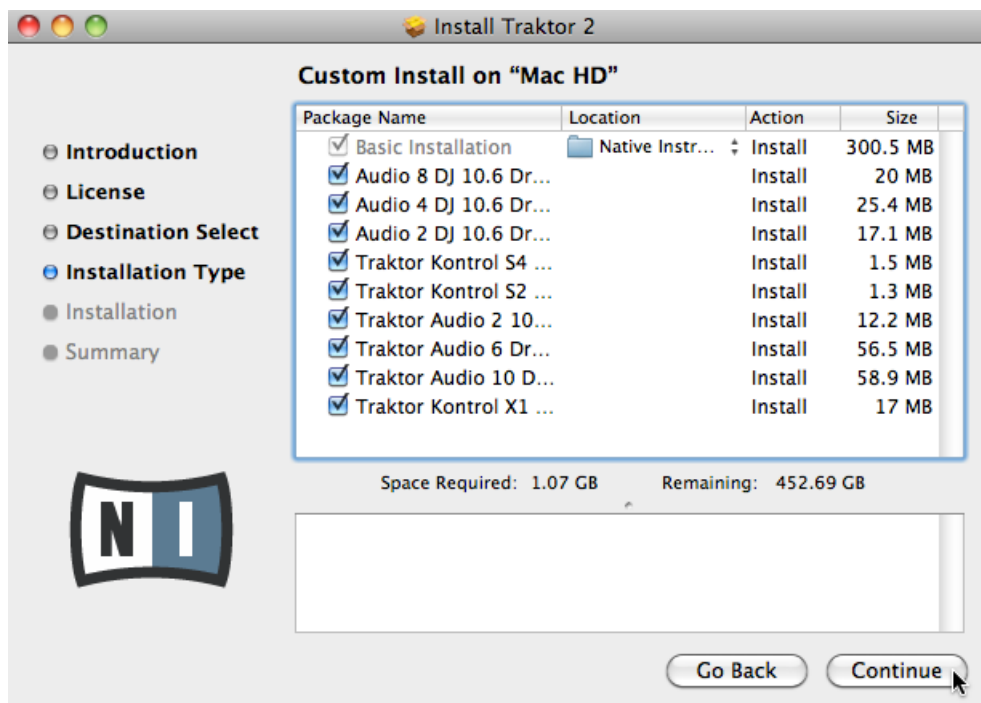 Install Traktor 2
Custom Install on “Mac HD”
Introduction
License
Destination Select
Installation Type
Installation
Summary
Package Name Location Action Size
Basic Installation Native Instr... Install 300.5 MB
Audio 8 DJ 10.6 Dr... Install 20 MB
Audio 4 DJ 10.6 Dr... Install 25.4 MB
Audio 2 DJ 10.6 Dr... Install 17.1 MB
Traktor Kontrol S4 ... Install 1.5 MB
Traktor Kontrol S2 ... Install 1.3 MB
Traktor Audio 2 10... Install 12.2 MB
Traktor Audio 6 Dr... Install 56.5 MB
Traktor Audio 10 D... Install 58.9 MB
Traktor Kontrol X1 ... Install 17 MB
Space Required: 1.07 GB Remaining: 452.69 GB
NI
Go Back Continue